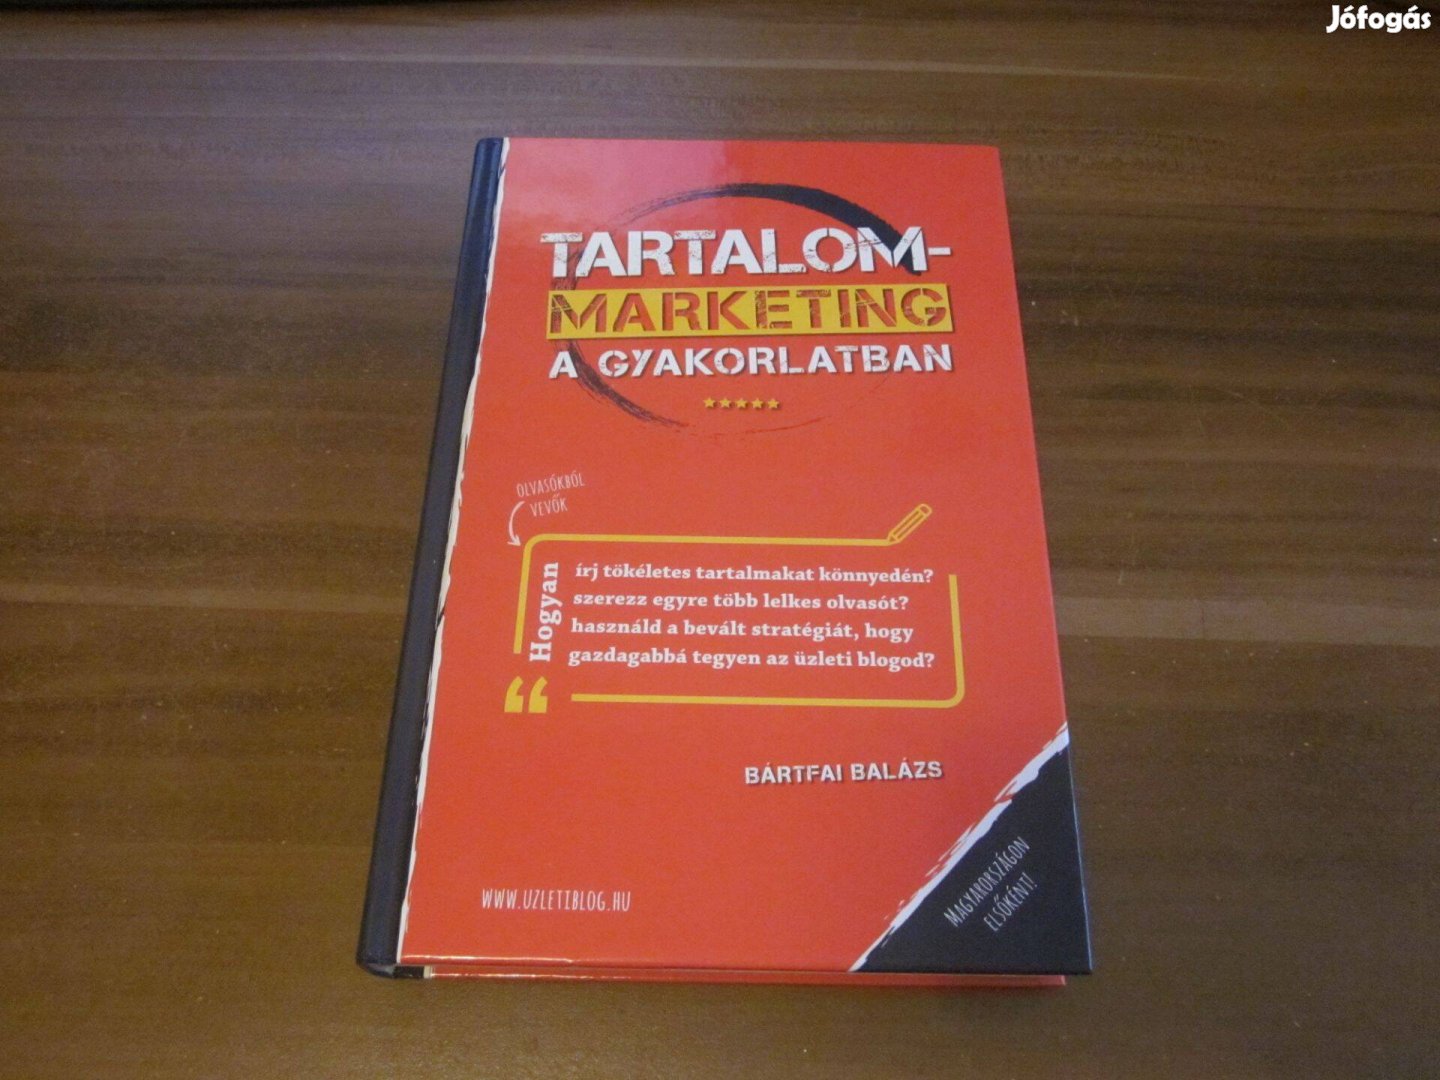 Jófogás
TARTALOM-
MARKETING
A GYAKORLATBAN
OLVASÓKBÓL
VEVŐK
Hogyan
írj tökéletes tartalmakat könnyedén?
szerezz egyre több lelkes olvasót?
használd a bevált stratégiát, hogy
gazdagabbá tegyen az üzleti blogod?
BÁRTFAI BALÁZS
WWW.UZLETIBLOG.HU
MAGYARORSZÁGON
ELSŐKÉNT!